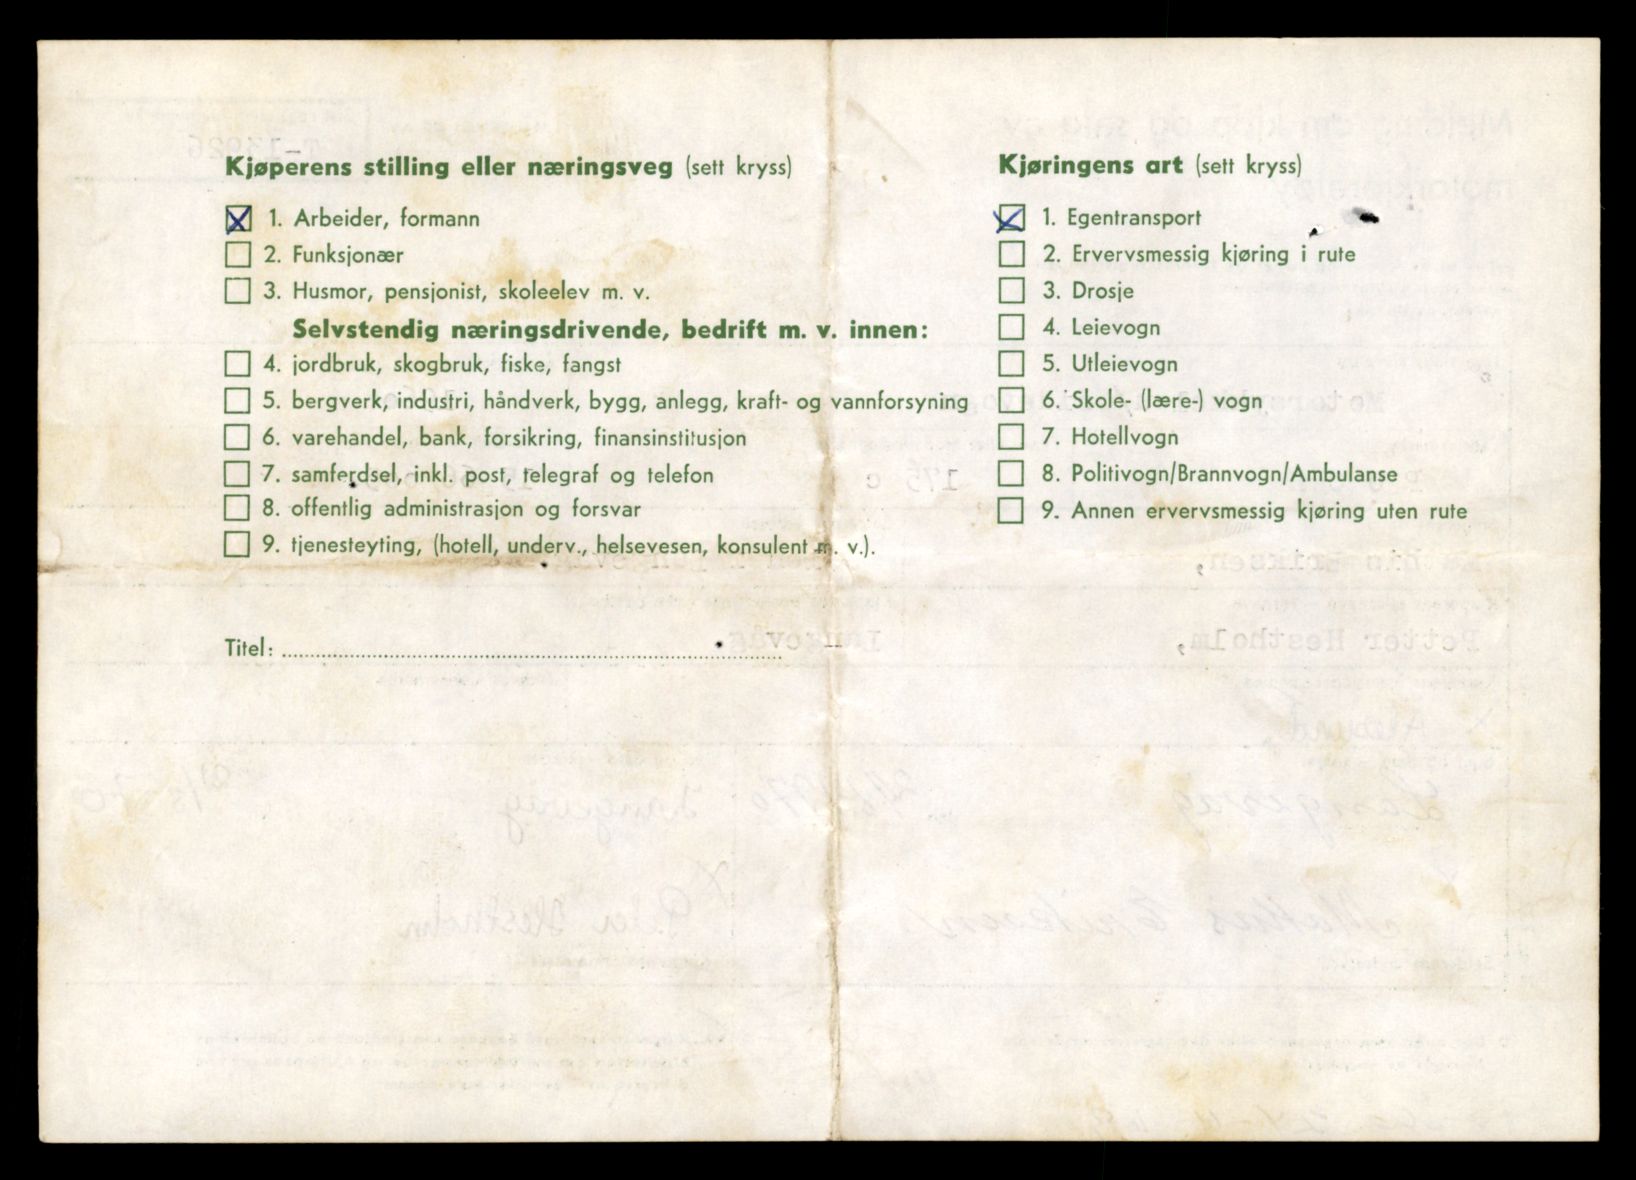 Kjøperens stilling eller næringsveg (sett kryss)
1. Arbeider, formann
2. Funksjonær
3. Husmor, pensjonist, skoleelev m. v.
Selvstendig næringsdrivende, bedrift m. v. innen:
4. jordbruk, skogbruk, fiske, fangst
5. bergverk, industri, håndverk, bygg, anlegg, kraft- og vannforsyning
6. varehandel, bank, forsikring, finansinstitusjon
7. samferdsel, inkl. post, telegraf og telefon
8. offentlig administrasjon og forsvar
9. tjenesteyting, (hotell, underv., helsevesen, konsulent m. v.).
Titel:
Kjøringens art (sett kryss)
1. Egentransport
2. Ervervsmessig kjøring i rute
3. Drosje
4. Leievogn
5. Utleievogn
6. Skole- (lære-) vogn
7. Hotellvogn
8. Politivogn/Brannvogn/Ambulanse
9. Annen ervervsmessig kjøring uten rute